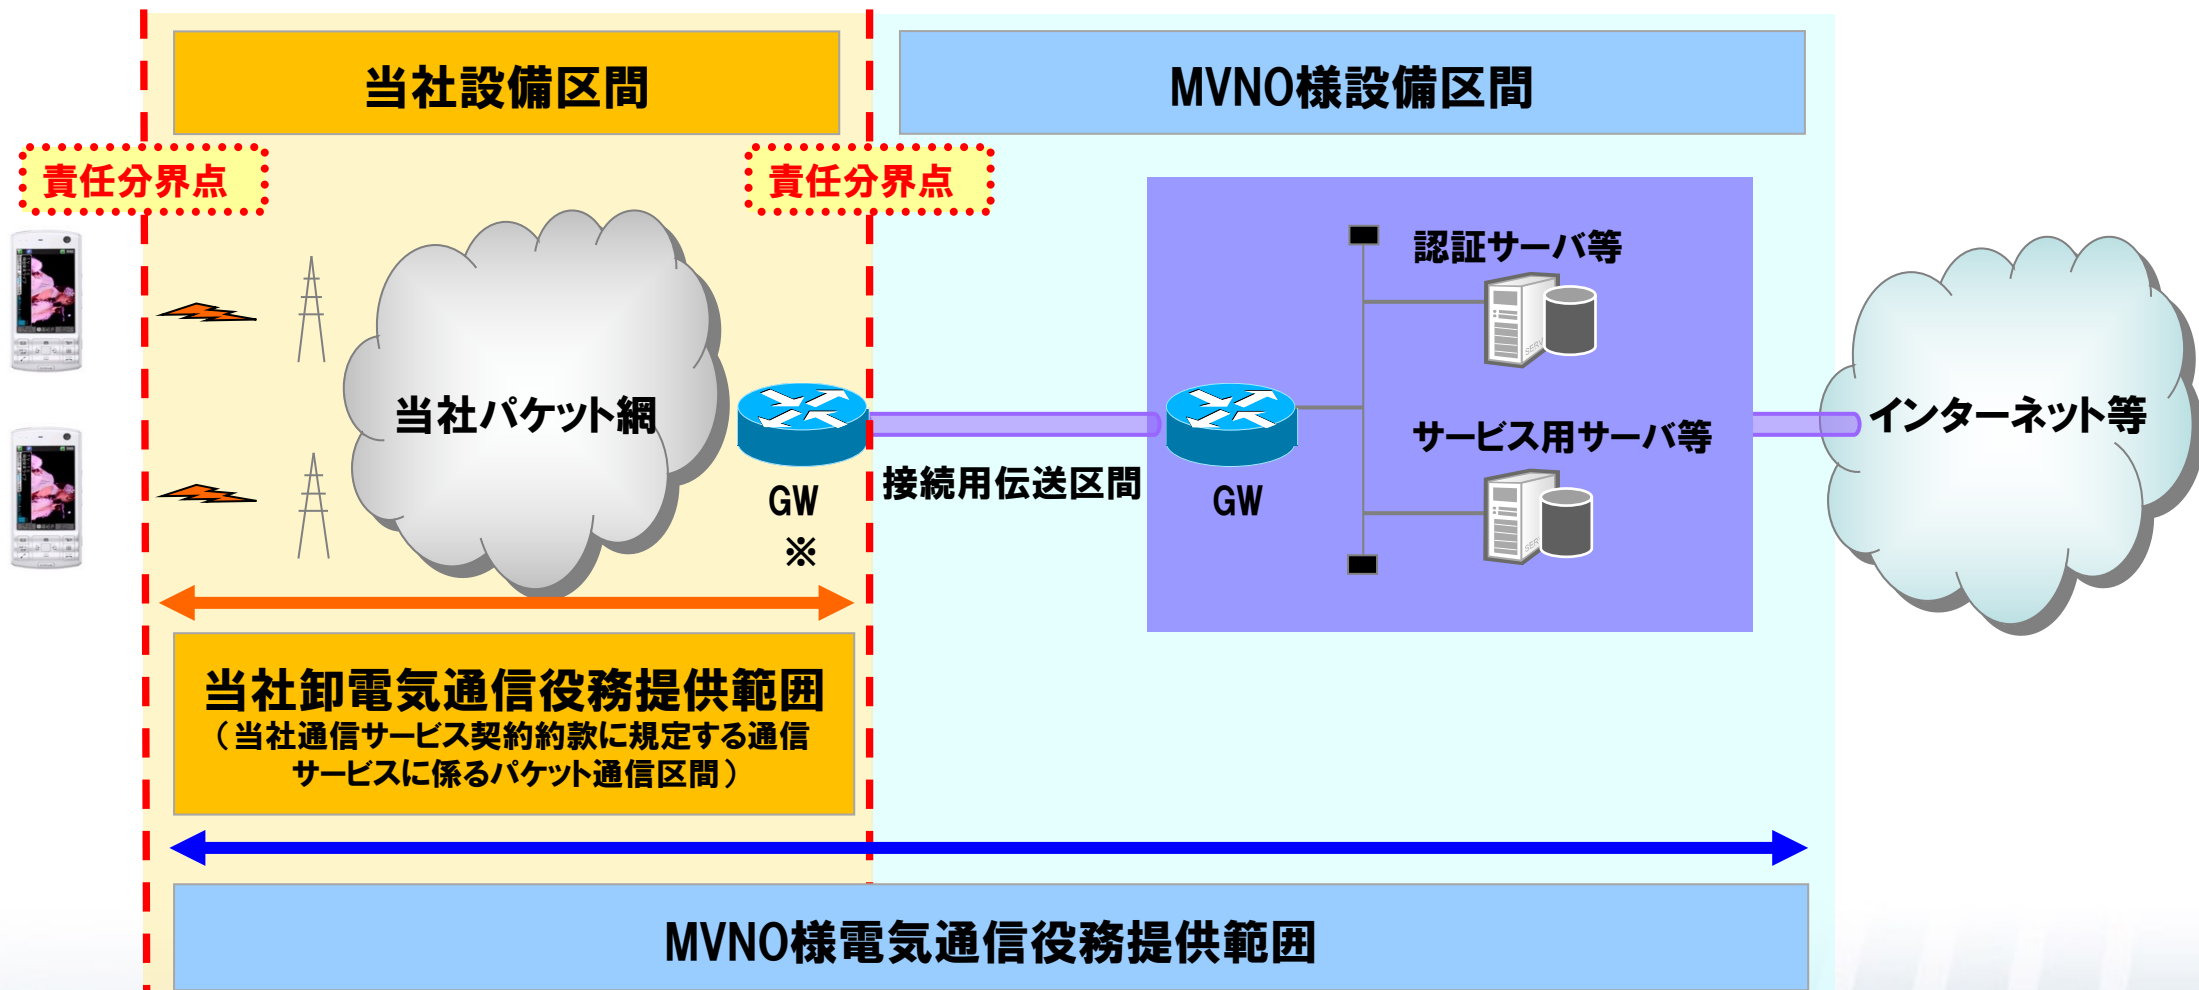 当社設備区間
MVNO様設備区間
責任分界点
責任分界点
認証サーバ等
当社パケット網
インターネット等
サービス用サーバ等
接続用伝送区間
GW
※
GW
当社卸電気通信役務提供範囲
（当社通信サービス契約約款に規定する通信
サービスに係るパケット通信区間）
MVNO様電気通信役務提供範囲